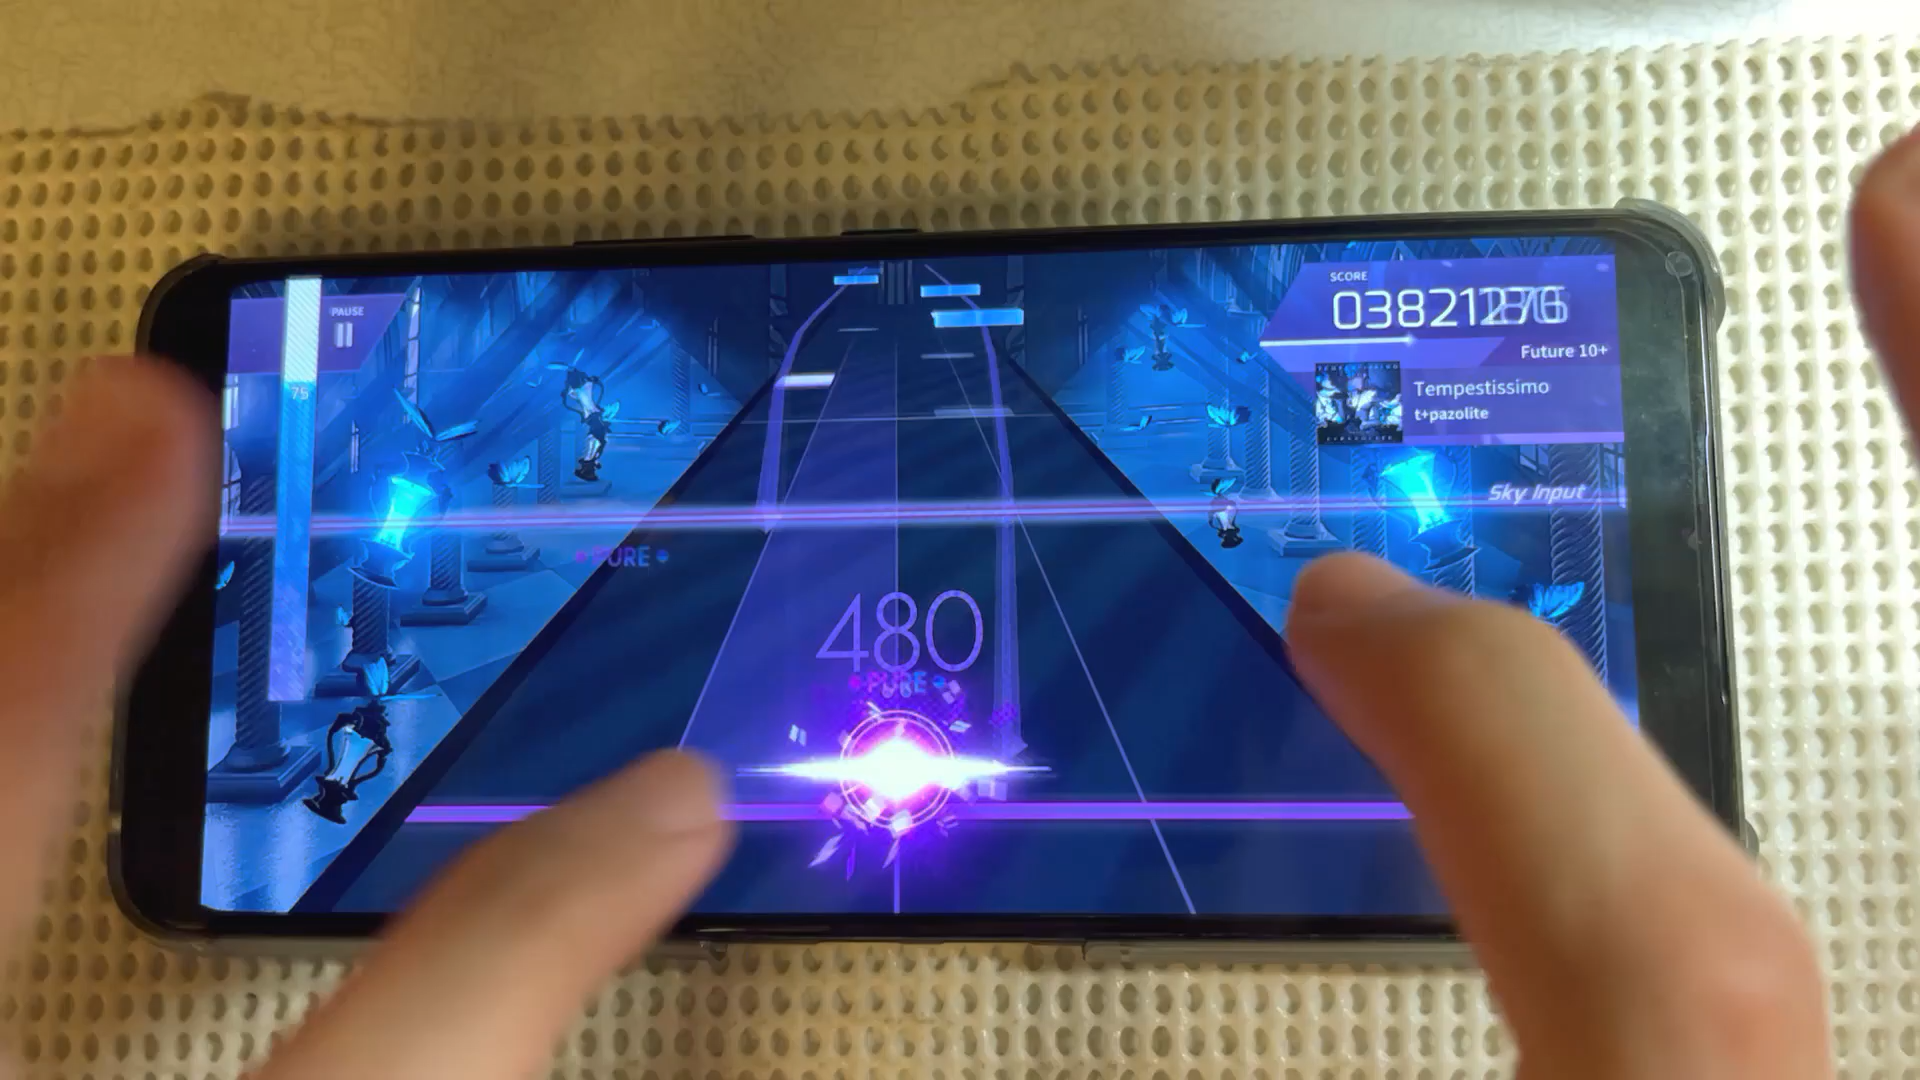 PAUSE
75
SCORE
Future 10+
Tempestissimo
t+pazolite
Sky Input
PURE
480
PURE